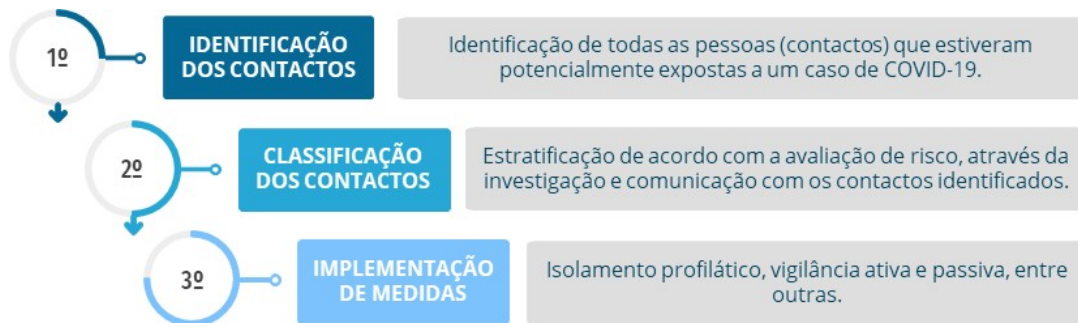 1º
IDENTIFICAÇÃO
DOS CONTACTOS
Identificação de todas as pessoas (contactos) que estiveram
potencialmente expostas a um caso de COVID-19.
2º
CLASSIFICAÇÃO
DOS CONTACTOS
Estratificação de acordo com a avaliação de risco, através da
investigação e comunicação com os contactos identificados.
3º
IMPLEMENTAÇÃO
DE MEDIDAS
Isolamento profilático, vigilância ativa e passiva, entre
outras.